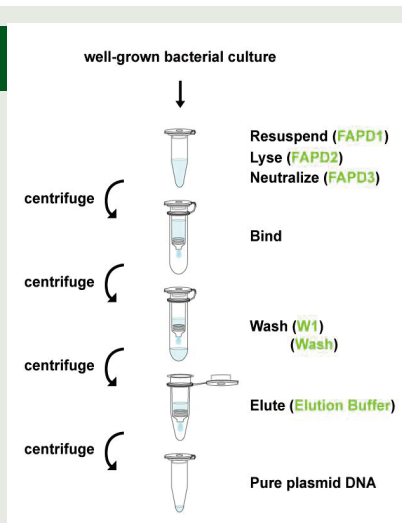 well-grown bacterial culture
Resuspend (FAPD1)
Lyse (FAPD2)
Neutralize (FAPD3)
centrifuge
Bind
centrifuge
Wash (W1)
(Wash)
centrifuge
Elute (Elution Buffer)
centrifuge
Pure plasmid DNA